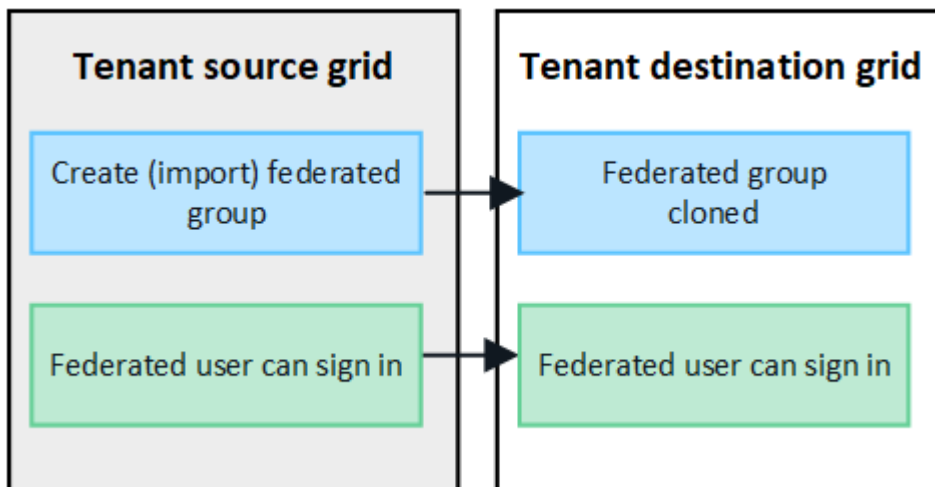 Tenant source grid
Create (import) federated
group
Federated user can sign in
Tenant destination grid
Federated group
cloned
Federated user can sign in